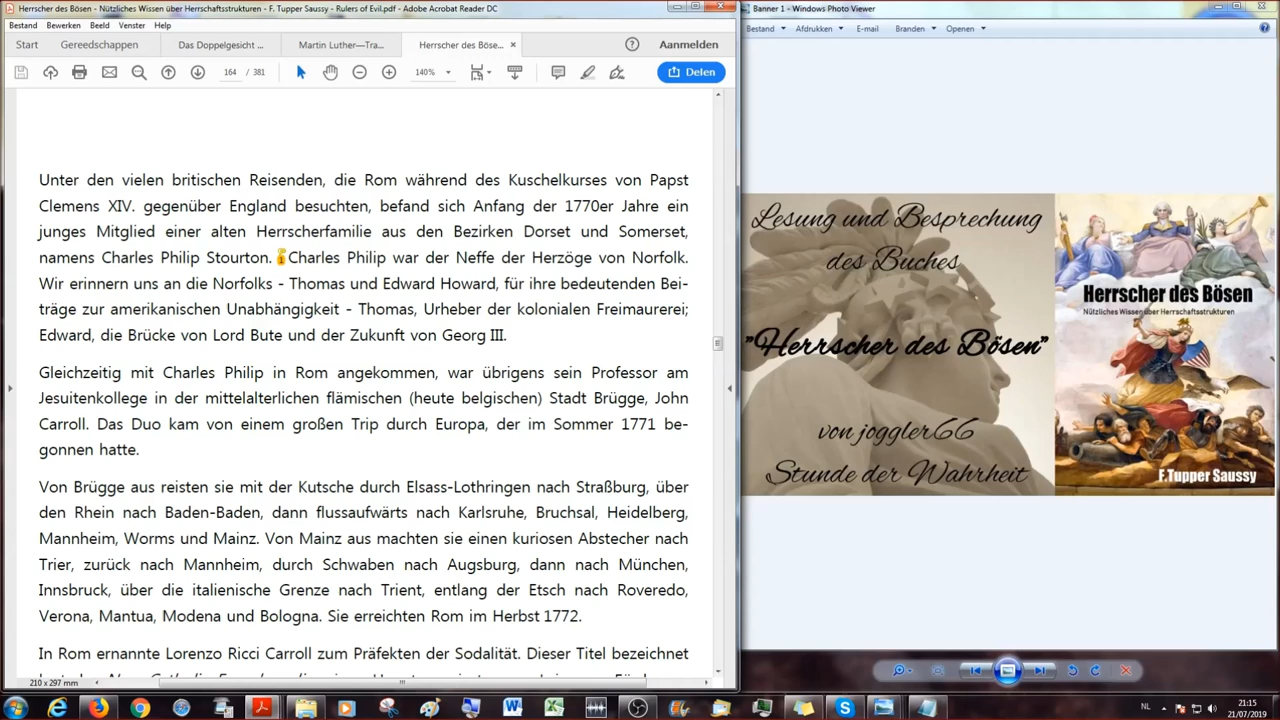 Herrscher des Bösen - Nützliches Wissen über Herrschaftsstrukturen - F. Tupper Saussy - Rulers of Evil.pdf - Adobe Acrobat Reader DC
Bestand Bewerken Beeld Venster Help
Start Gereedschappen Das Doppelgesicht ... Martin Luther—Tra... Herrscher des Böse... × ? Aanmelden
164 / 381 140% Delen
Unter den vielen britischen Reisenden, die Rom während des Kuschelkurses von Papst
Clemens XIV. gegenüber England besuchten, befand sich Anfang der 1770er Jahre ein
junges Mitglied einer alten Herrscherfamilie aus den Bezirken Dorset und Somerset,
namens Charles Philip Stourton. Charles Philip war der Neffe der Herzöge von Norfolk.
Wir erinnern uns an die Norfolks - Thomas und Edward Howard, für ihre bedeutenden Bei-
träge zur amerikanischen Unabhängigkeit - Thomas, Urheber der kolonialen Freimaurerei;
Edward, die Brücke von Lord Bute und der Zukunft von Georg III.
Gleichzeitig mit Charles Philip in Rom angekommen, war übrigens sein Professor am
Jesuitenkollege in der mittelalterlichen flämischen (heute belgischen) Stadt Brügge, John
Carroll. Das Duo kam von einem großen Trip durch Europa, der im Sommer 1771 be-
gonnen hatte.
Von Brügge aus reisten sie mit der Kutsche durch Elsass-Lothringen nach Straßburg, über
den Rhein nach Baden-Baden, dann flussaufwärts nach Karlsruhe, Bruchsal, Heidelberg,
Mannheim, Worms und Mainz. Von Mainz aus machten sie einen kuriosen Abstecher nach
Trier, zurück nach Mannheim, durch Schwaben nach Augsburg, dann nach München,
Innsbruck, über die italienische Grenze nach Trient, entlang der Etsch nach Roveredo,
Verona, Mantua, Modena und Bologna. Sie erreichten Rom im Herbst 1772.
In Rom ernannte Lorenzo Ricci Carroll zum Präfekten der Sodalität. Dieser Titel bezeichnet
210 x 297 mm
Banner 1 - Windows Photo Viewer
Bestand Afdrukken E-mail Branden Openen
Lesung und Besprechung
des Buches
"Herrscher des Bösen"
von joggler66
Stunde der Wahrheit
Herrscher des Bösen
Nützliches Wissen über Herrschaftsstrukturen
F.Tupper Saussy
NL 21:15
21/07/2019